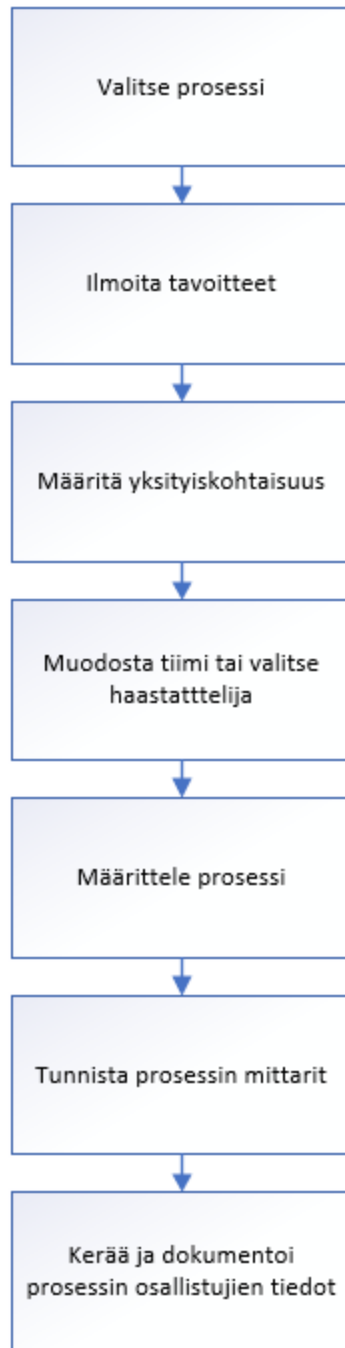 Valitse prosessi
Ilmoita tavoitteet
Määritä yksityiskohtaisuus
Muodosta tiimi tai valitse
haastatttelija
Määrittele prosessi
Tunnista prosessin mittarit
Kerää ja dokumentoi
prosessin osallistujien tiedot